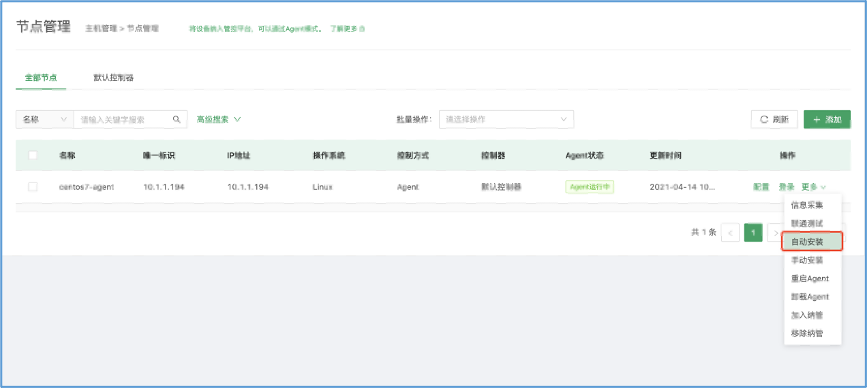 节点管理 主机管理 > 节点管理 将设备纳入管控平台，可以通过Agent模式。 了解更多
全部节点 默认控制器
名称 请输入关键字搜索 高级搜索 批量操作： 请选择操作 刷新 + 添加
名称 唯一标识 IP地址 操作系统 控制方式 控制器 Agent状态 更新时间 操作
centos7-agent 10.1.1.194 10.1.1.194 Linux Agent 默认控制器 Agent运行中 2021-04-14 10... 配置 登录 更多
信息采集
共 1 条 < 1 >
联通测试
自动安装
手动安装
重启Agent
卸载Agent
加入纳管
移除纳管